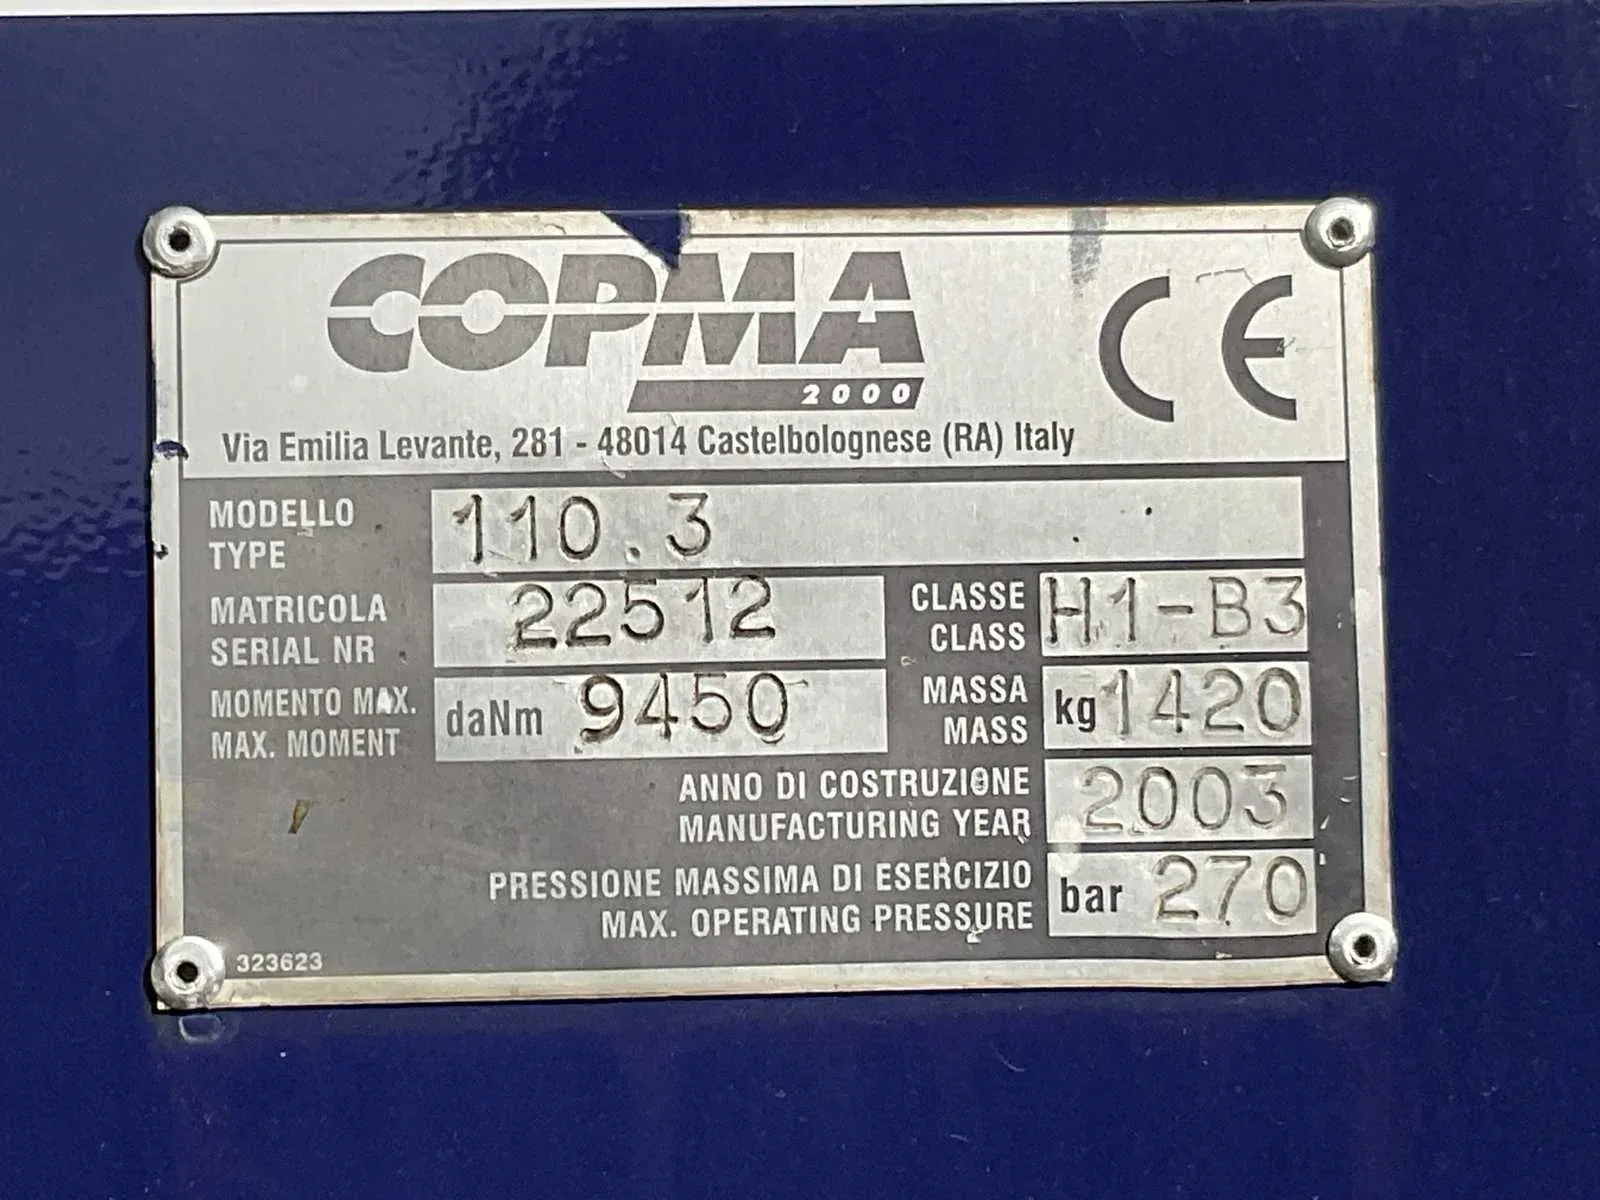 COPMA
2000
CE
Via Emilia Levante, 281 - 48014 Castelbolognese (RA) Italy
MODELLO
TYPE
110.3
MATRICOLA
SERIAL NR
22512
CLASSE
CLASS
H1-B3
MOMENTO MAX.
MAX. MOMENT
daNm 9450
MASSA
MASS
kg 1420
ANNO DI COSTRUZIONE
MANUFACTURING YEAR
2003
PRESSIONE MASSIMA DI ESERCIZIO
MAX. OPERATING PRESSURE
bar 270
323623